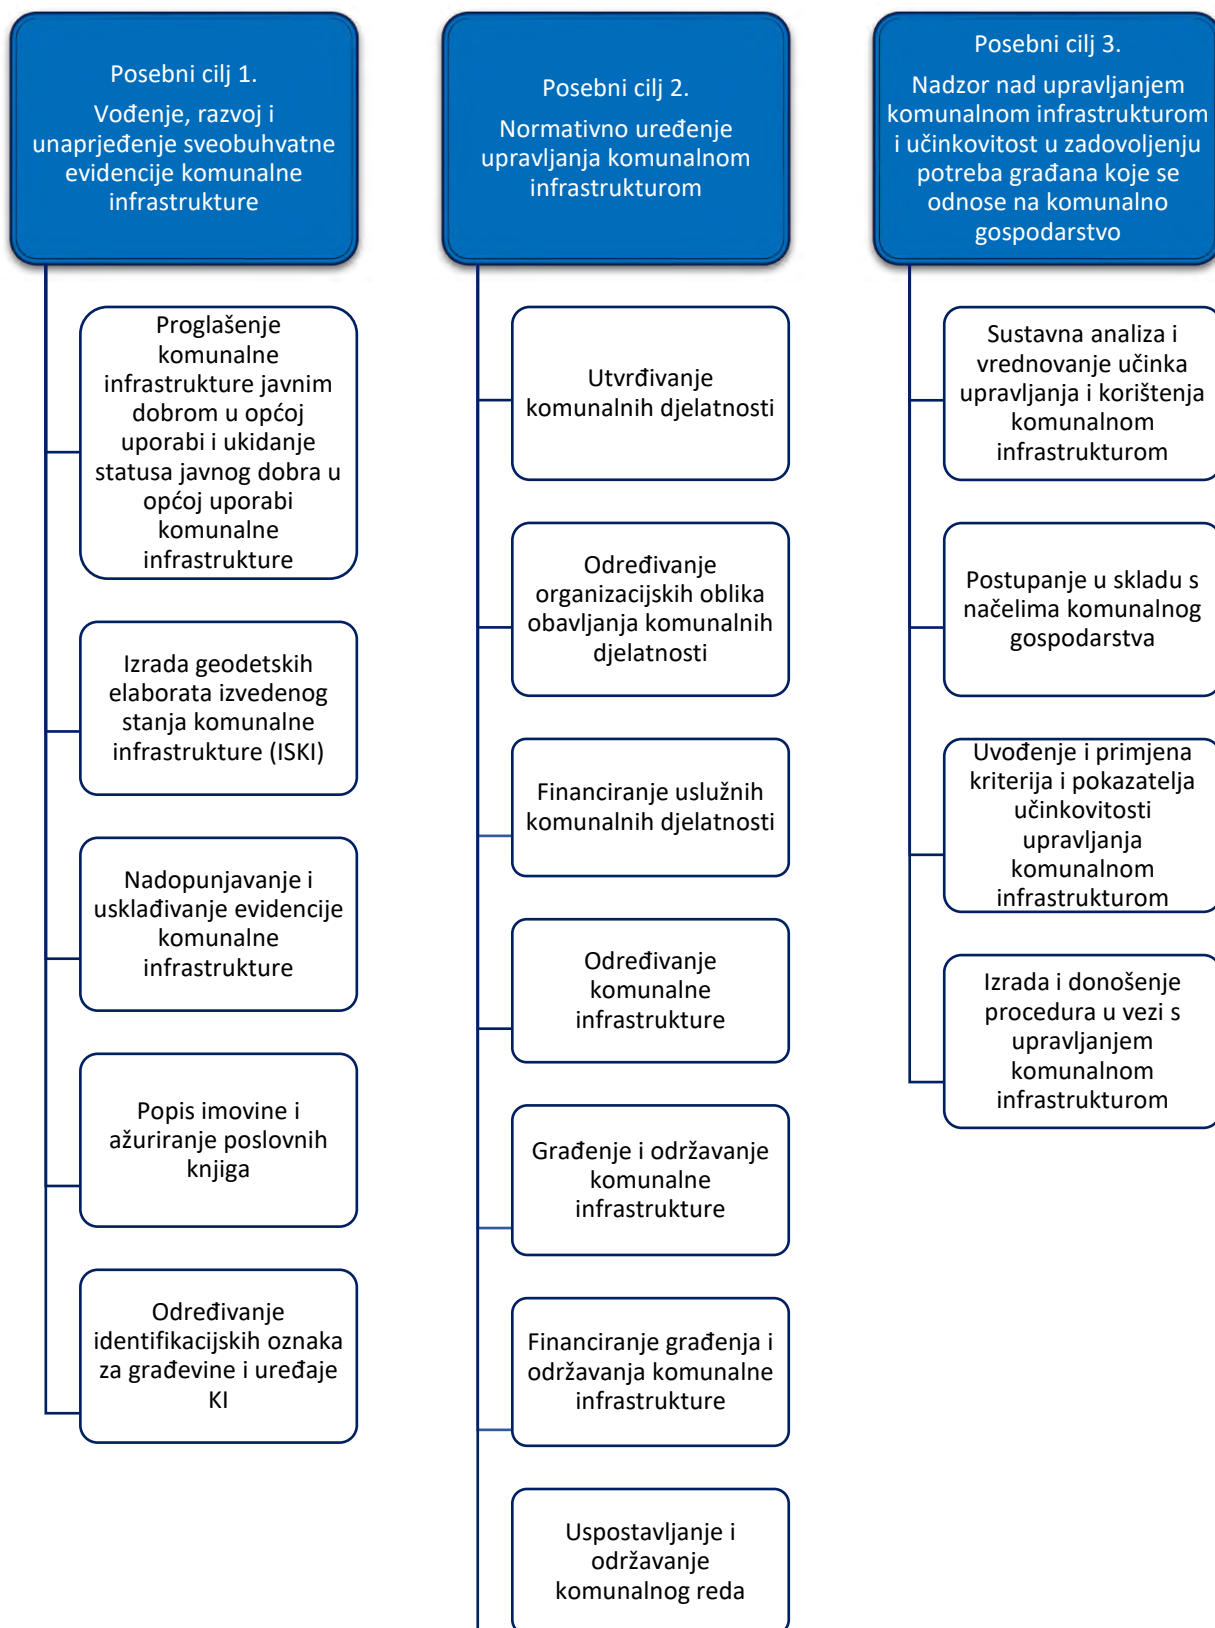 Posebni cilj 1.
Vođenje, razvoj i
unaprjeđenje sveobuhvatne
evidencije komunalne
infrastrukture
Proglašenje
komunalne
infrastrukture javnim
dobrom u općoj
uporabi i ukidanje
statusa javnog dobra u
općoj uporabi
komunalne
infrastrukture
Izrada geodetskih
elaborata izvedenog
stanja komunalne
infrastrukture (ISKI)
Nadopunjavanje i
usklađivanje evidencije
komunalne
infrastrukture
Popis imovine i
ažuriranje poslovnih
knjiga
Određivanje
identifikacijskih oznaka
za građevine i uređaje
KI
Posebni cilj 2.
Normativno uređenje
upravljanja komunalnom
infrastrukturom
Utvrđivanje
komunalnih djelatnosti
Određivanje
organizacijskih oblika
obavljanja komunalnih
djelatnosti
Financiranje uslužnih
komunalnih djelatnosti
Određivanje
komunalne
infrastrukture
Građenje i održavanje
komunalne
infrastrukture
Financiranje građenja i
održavanja komunalne
infrastrukture
Uspostavljanje i
održavanje
komunalnog reda
Posebni cilj 3.
Nadzor nad upravljanjem
komunalnom infrastrukturom
i učinkovitost u zadovoljenju
potreba građana koje se
odnose na komunalno
gospodarstvo
Sustavna analiza i
vrednovanje učinka
upravljanja i korištenja
komunalnom
infrastrukturom
Postupanje u skladu s
načelima komunalnog
gospodarstva
Uvođenje i primjena
kriterija i pokazatelja
učinkovitosti
upravljanja
komunalnom
infrastrukturom
Izrada i donošenje
procedura u vezi s
upravljanjem
komunalnom
infrastrukturom